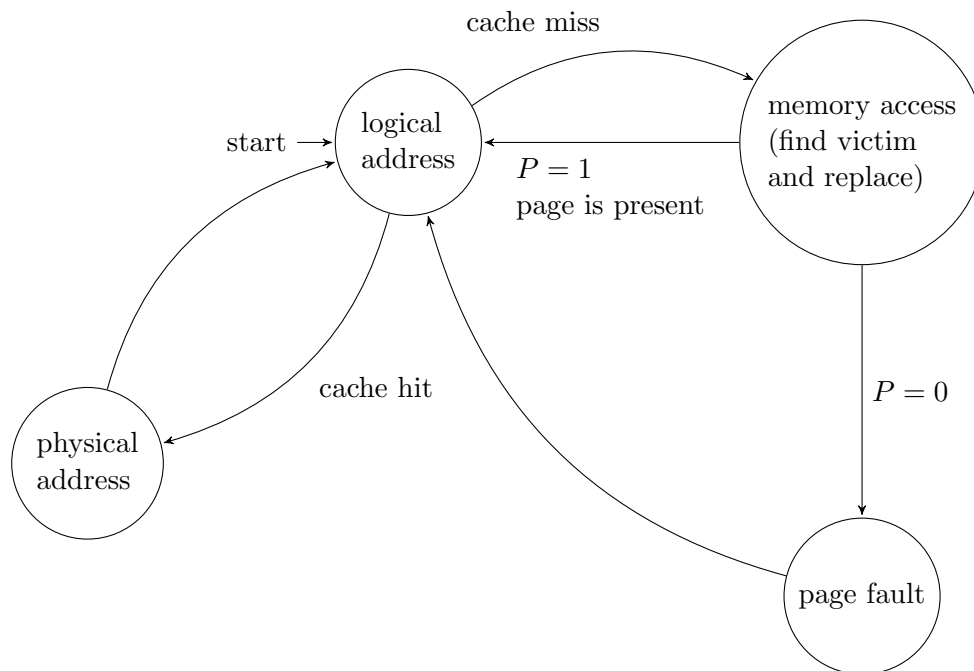 cache miss
logical
address
start
memory access
(find victim
and replace)
P = 1
page is present
cache hit
P = 0
physical
address
page fault